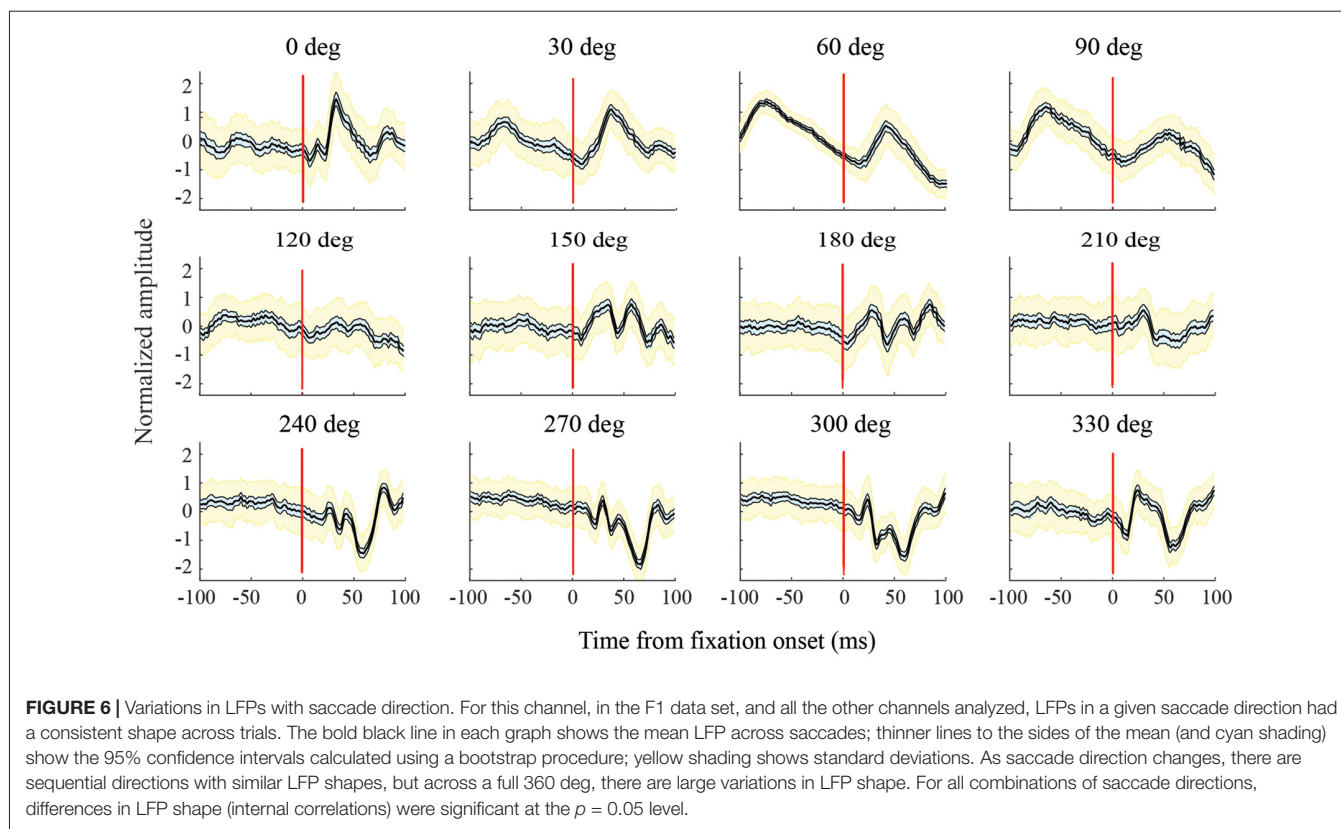 0 deg 30 deg 60 deg 90 deg
2
1
0
-1
-2
120 deg 150 deg 180 deg 210 deg
2
1
0
-1
-2
240 deg 270 deg 300 deg 330 deg
2
1
0
-1
-2
Normalized amplitude
-100 -50 0 50 100 -100 -50 0 50 100 -100 -50 0 50 100 -100 -50 0 50 100
Time from fixation onset (ms)
FIGURE 6 | Variations in LFPs with saccade direction. For this channel, in the F1 data set, and all the other channels analyzed, LFPs in a given saccade direction had
a consistent shape across trials. The bold black line in each graph shows the mean LFP across saccades; thinner lines to the sides of the mean (and cyan shading)
show the 95% confidence intervals calculated using a bootstrap procedure; yellow shading shows standard deviations. As saccade direction changes, there are
sequential directions with similar LFP shapes, but across a full 360 deg, there are large variations in LFP shape. For all combinations of saccade directions,
differences in LFP shape (internal correlations) were significant at the p = 0.05 level.